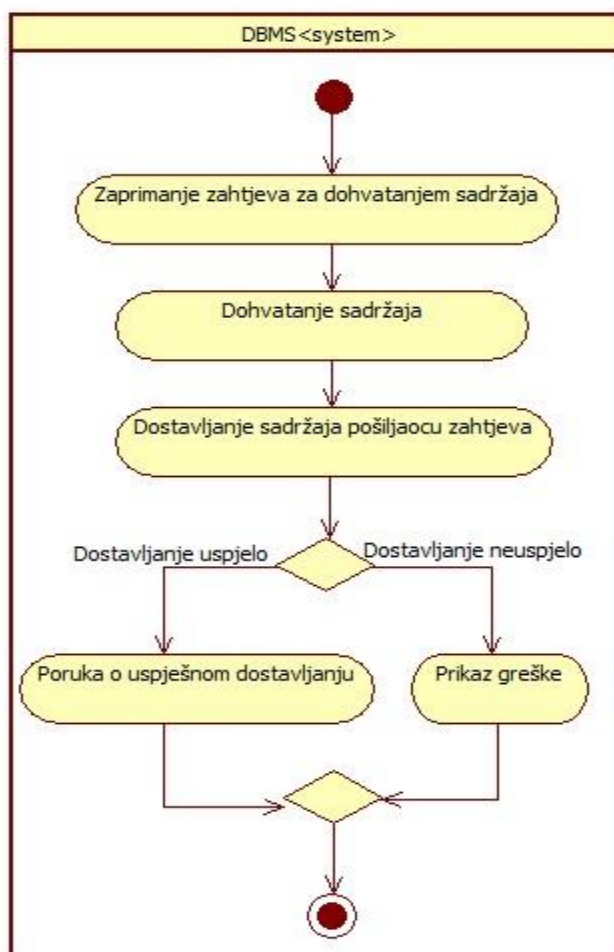 DBMS<system>
Zaprimanje zahtjeva za dohvatanjem sadržaja
Dohvatanje sadržaja
Dostavljanje sadržaja pošiljaocu zahtjeva
Dostavljanje uspjelo
Dostavljanje neuspjelo
Poruka o uspješnom dostavljanju
Prikaz greške